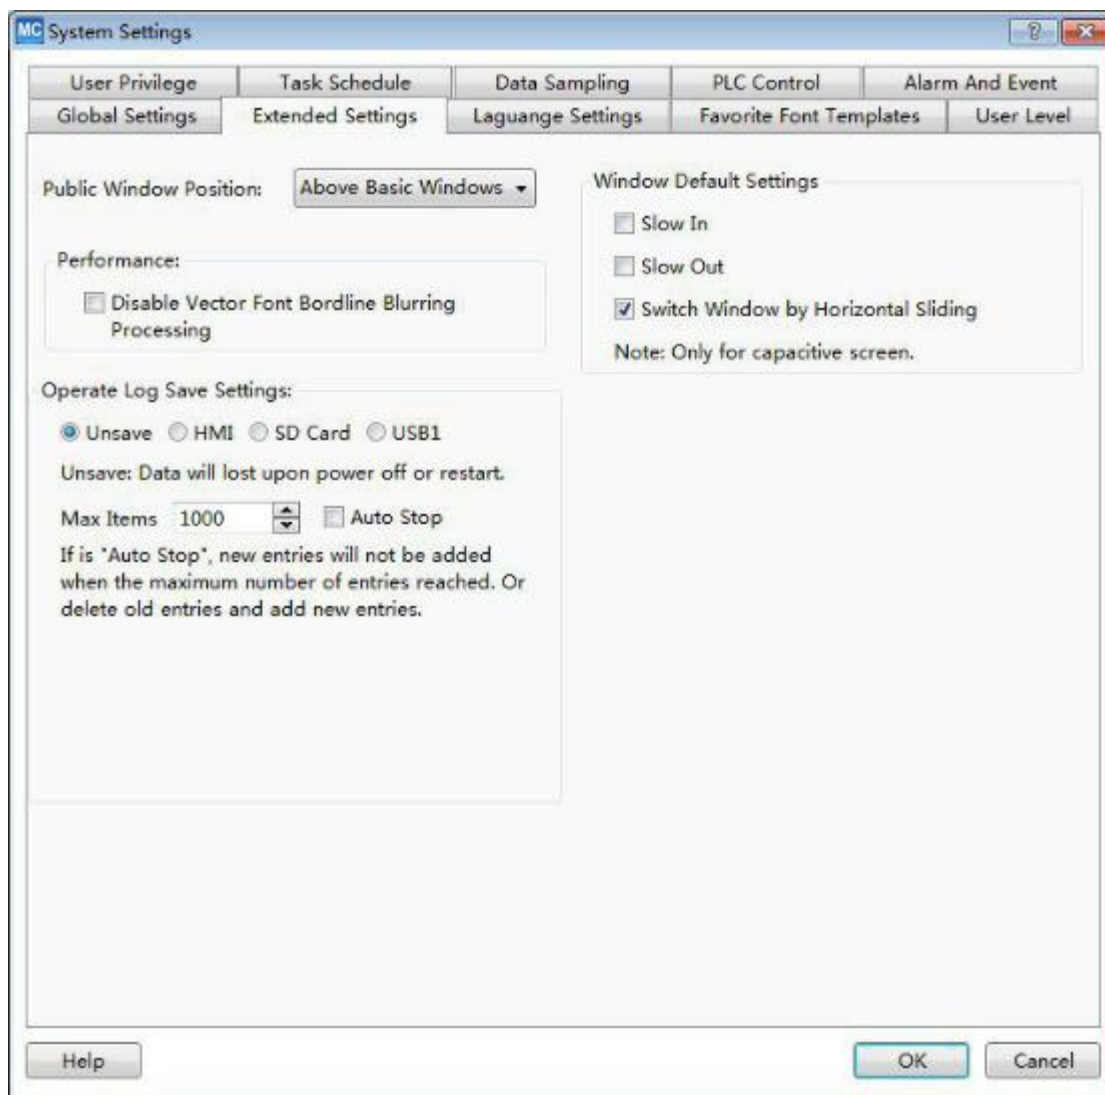 MC System Settings
User Privilege Task Schedule Data Sampling PLC Control Alarm And Event
Global Settings Extended Settings Laguange Settings Favorite Font Templates User Level
Public Window Position: Above Basic Windows
Performance:
Disable Vector Font Bordline Blurring
Processing
Operate Log Save Settings:
Unsave HMI SD Card USB1
Unsave: Data will lost upon power off or restart.
Max Items 1000 Auto Stop
If is "Auto Stop", new entries will not be added
when the maximum number of entries reached. Or
delete old entries and add new entries.
Window Default Settings
Slow In
Slow Out
Switch Window by Horizontal Sliding
Note: Only for capacitive screen.
Help OK Cancel